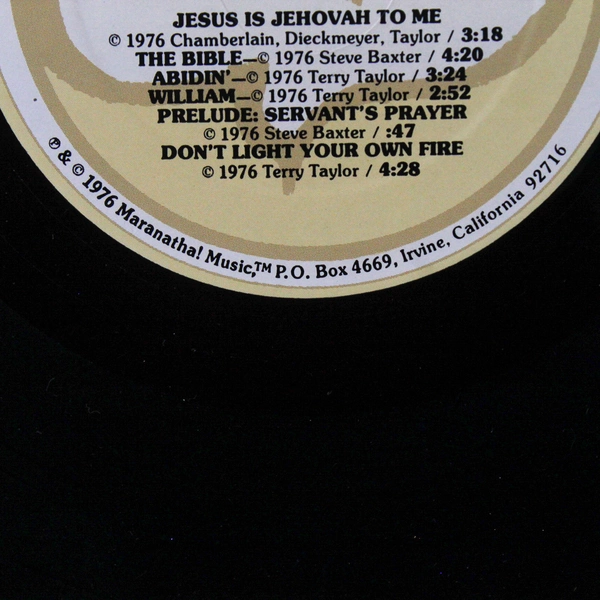 JESUS IS JEHOVAH TO ME
© 1976 Chamberlain, Dieckmeyer, Taylor / 3:18
THE BIBLE—© 1976 Steve Baxter / 4:20
ABIDIN'—© 1976 Terry Taylor / 3:24
WILLIAM—© 1976 Terry Taylor / 2:52
PRELUDE: SERVANT'S PRAYER
© 1976 Steve Baxter / :47
DON'T LIGHT YOUR OWN FIRE
© 1976 Terry Taylor / 4:28
℗ & © 1976 Maranatha! Music,™ P.O. Box 4669, Irvine, California 92716